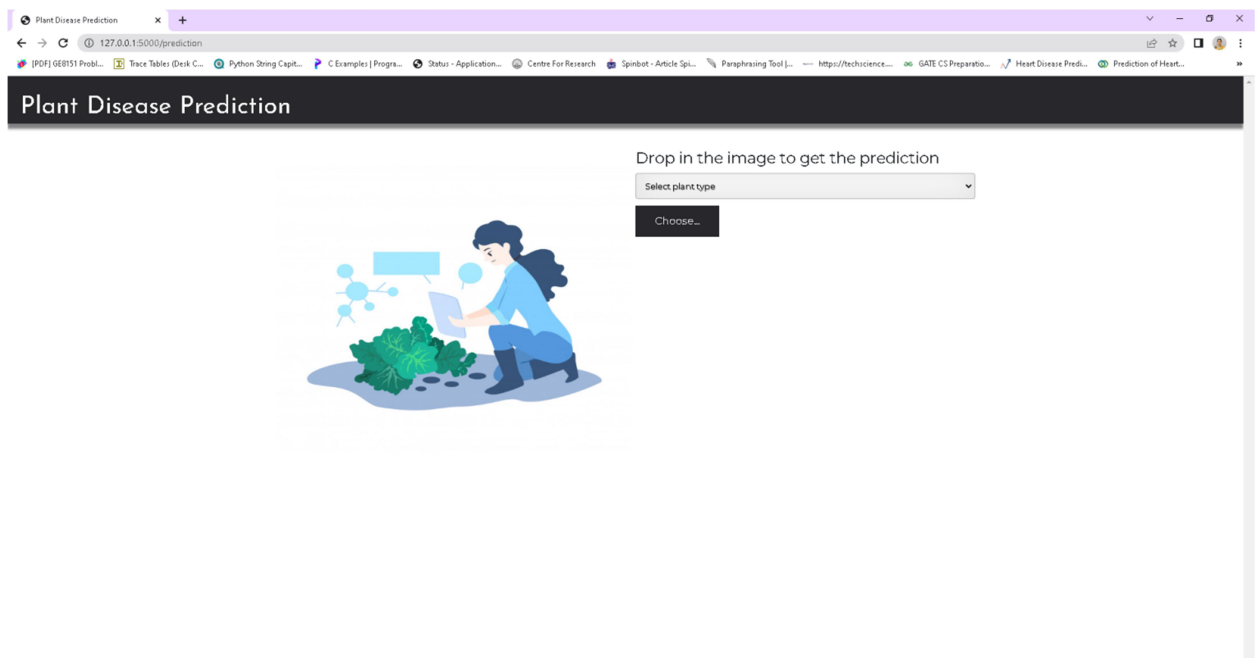 Plant Disease Prediction
127.0.0.1:5000/prediction
[PDF] GE8151 Probl... Trace Tables (Desk C... Python String Capit... C Examples | Progra... Status - Application... Centre For Research Spinbot - Article Spi... Paraphrasing Tool |... https://techscience.... GATE CS Preparatio... Heart Disease Predi... Prediction of Heart...
Plant Disease Prediction
Drop in the image to get the prediction
Select plant type
Choose...